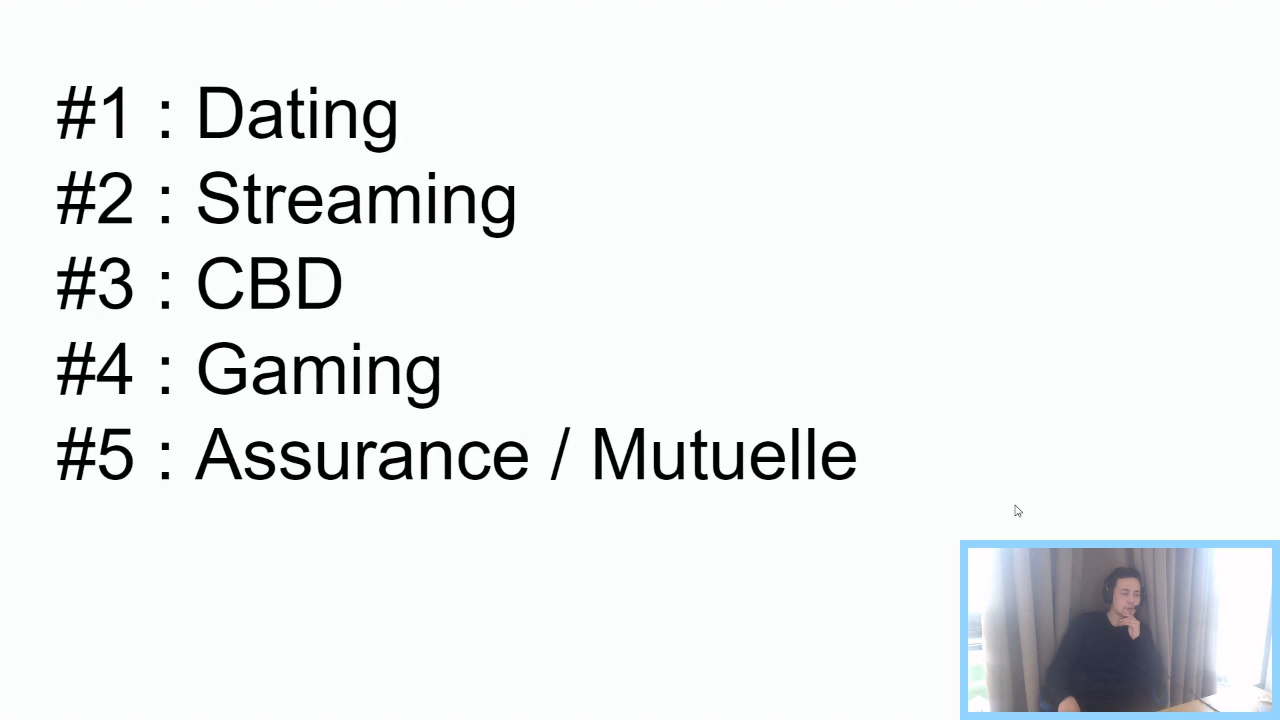 #1 : Dating
#2 : Streaming
#3 : CBD
#4 : Gaming
#5 : Assurance / Mutuelle